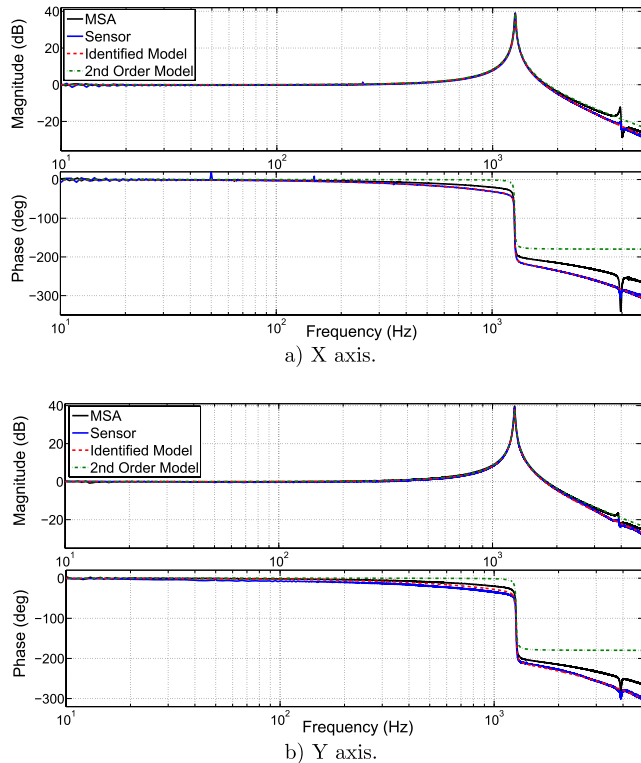 40
20
0
−20
Magnitude (dB)
MSA
Sensor
Identified Model
2nd Order Model
10^1
10^2
10^3
0
−100
−200
−300
Phase (deg)
10^1
10^2
10^3
Frequency (Hz)
a) X axis.
40
20
0
−20
Magnitude (dB)
MSA
Sensor
Identified Model
2nd Order Model
10^1
10^2
10^3
0
−100
−200
−300
Phase (deg)
10^1
10^2
10^3
Frequency (Hz)
b) Y axis.